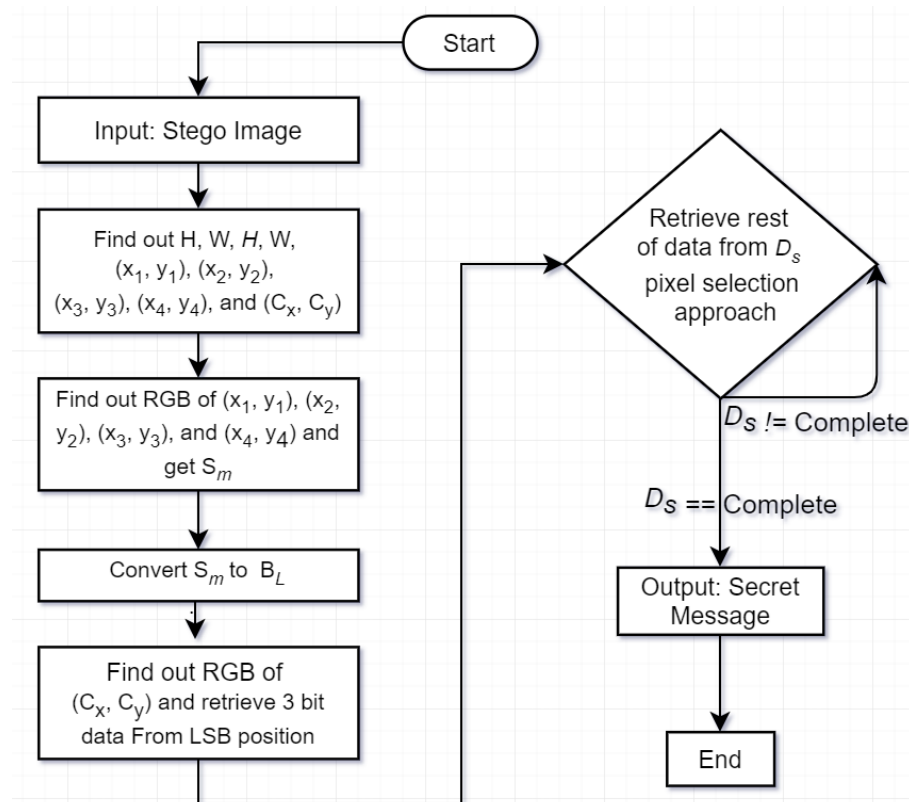 Start
Input: Stego Image
Find out H, W, H, W,
(x₁, y₁), (x₂, y₂),
(x₃, y₃), (x₄, y₄), and (Cₓ, Cᵧ)
Find out RGB of (x₁, y₁), (x₂,
y₂), (x₃, y₃), and (x₄, y₄) and
get Sₘ
Convert Sₘ to B_L
Find out RGB of
(Cₓ, Cᵧ) and retrieve 3 bit
data From LSB position
Retrieve rest
of data from Dₛ
pixel selection
approach
Dₛ != Complete
Dₛ == Complete
Output: Secret
Message
End